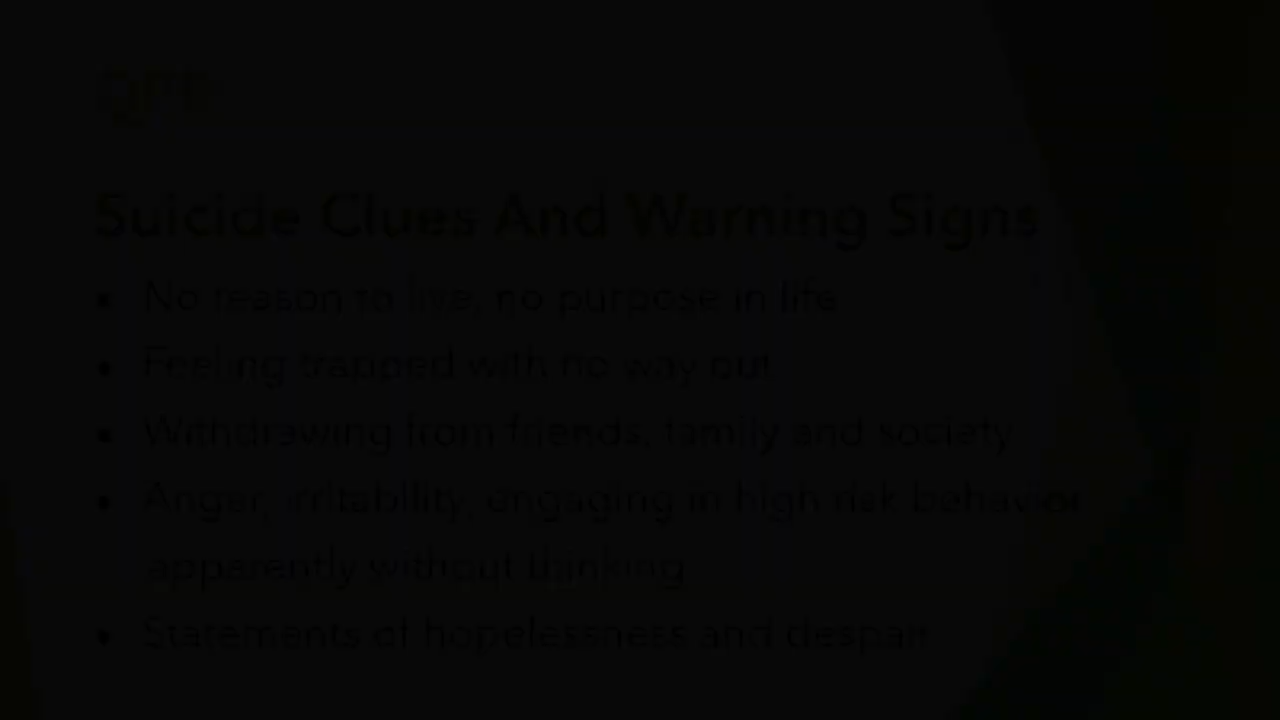 Suicide Clues And Warning Signs
• No reason to live, no purpose in life
• Feeling trapped with no way out
• Withdrawing from friends, family and society
• Anger, irritability, engaging in high risk behavior
apparently without thinking
• Statements of hopelessness and despair